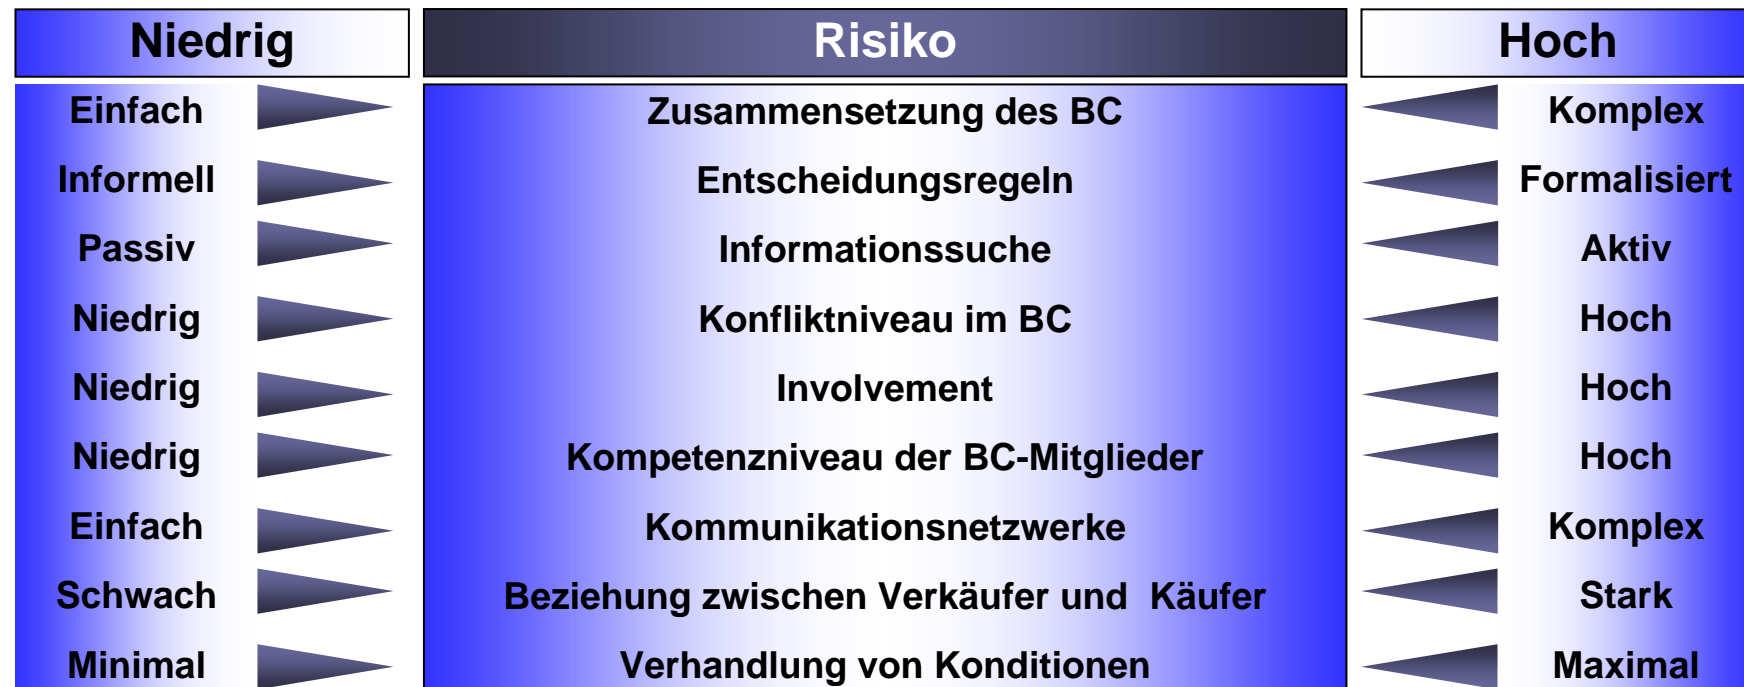 Niedrig Risiko Hoch
Einfach Zusammensetzung des BC Komplex
Informell Entscheidungsregeln Formalisiert
Passiv Informationssuche Aktiv
Niedrig Konfliktniveau im BC Hoch
Niedrig Involvement Hoch
Niedrig Kompetenzniveau der BC-Mitglieder Hoch
Einfach Kommunikationsnetzwerke Komplex
Schwach Beziehung zwischen Verkäufer und Käufer Stark
Minimal Verhandlung von Konditionen Maximal